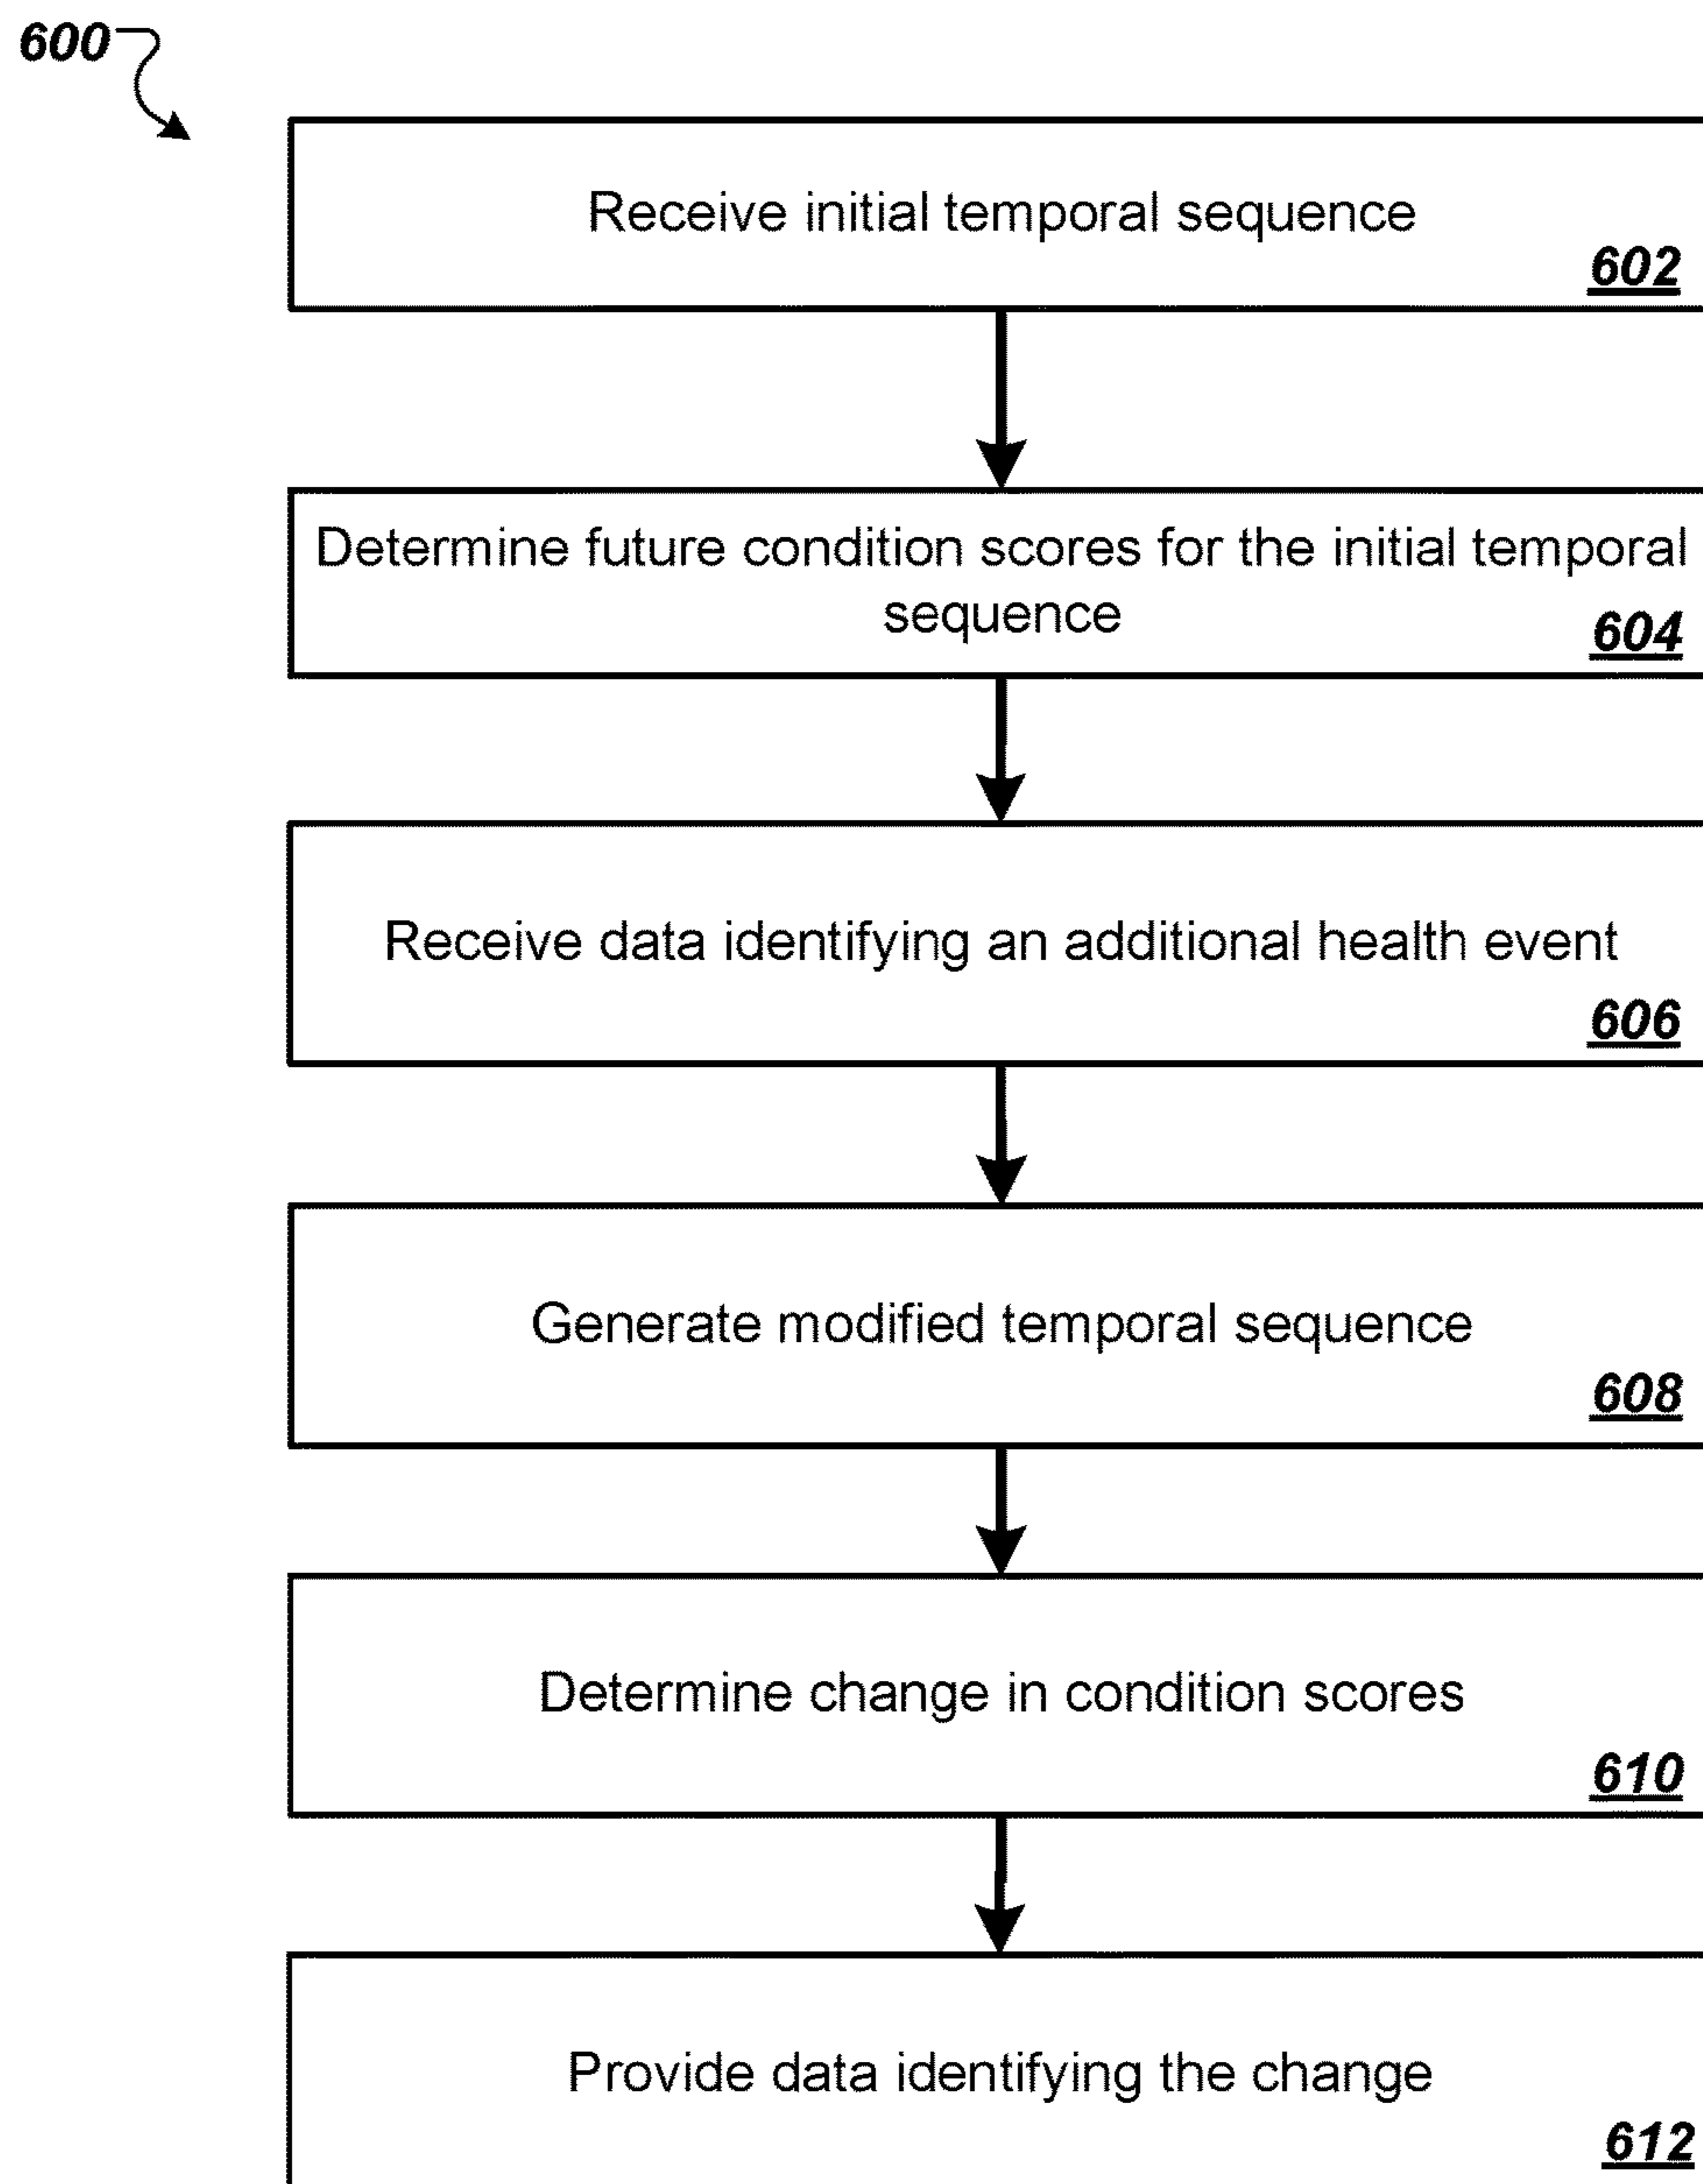 600
Receive initial temporal sequence
602
Determine future condition scores for the initial temporal
sequence
604
Receive data identifying an additional health event
606
Generate modified temporal sequence
608
Determine change in condition scores
610
Provide data identifying the change
612